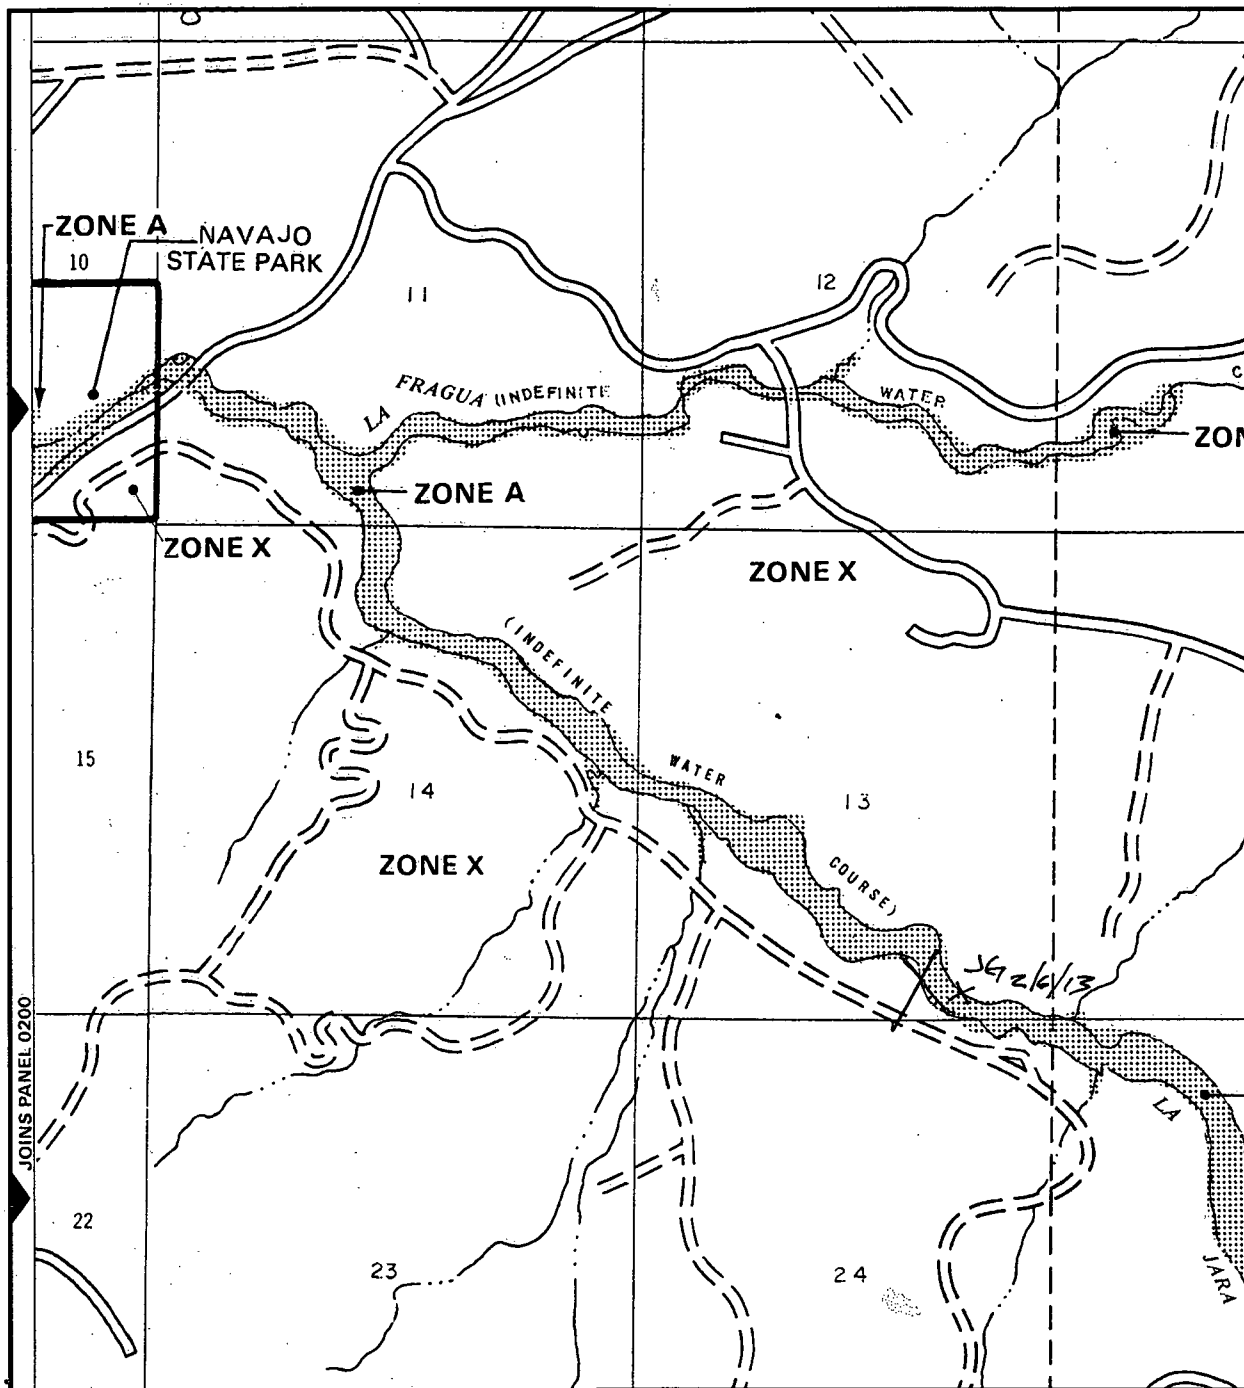 ZONE A
NAVAJO
STATE PARK
10
11
12
LA FRAGUA (INDEFINITE
WATER
C
ZON
ZONE A
ZONE X
ZONE X
(INDEFINITE
WATER
COURSE)
15
14
13
ZONE X
JG 2/6/13
JOINS PANEL 0200
LA
JARA
22
23
24